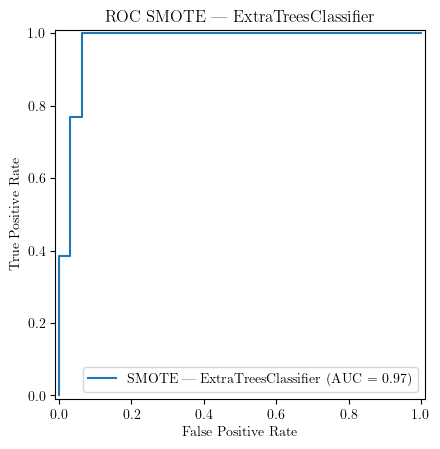 ROC SMOTE — ExtraTreesClassifier
1.0
0.8
0.6
0.4
0.2
0.0
True Positive Rate
SMOTE — ExtraTreesClassifier (AUC = 0.97)
0.0 0.2 0.4 0.6 0.8 1.0
False Positive Rate